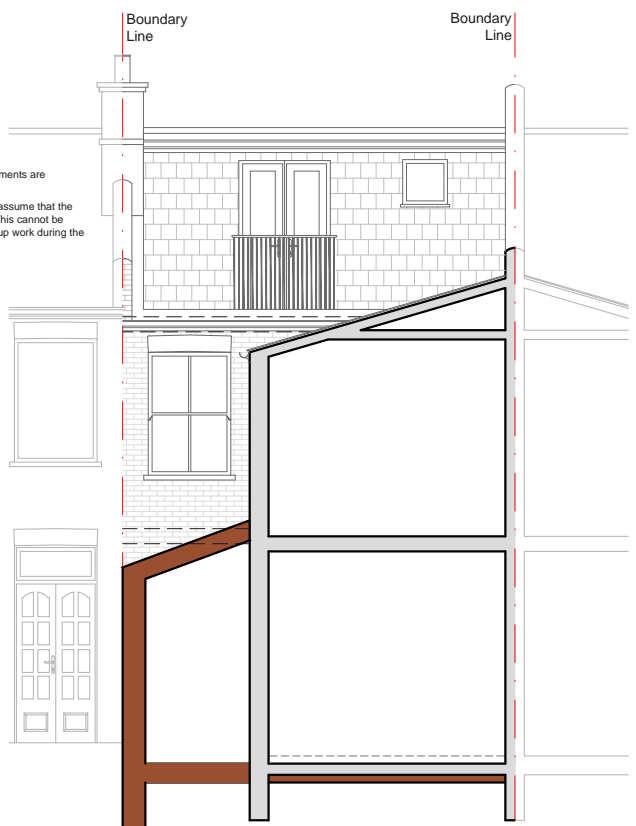 Boundary
Line
Boundary
Line
ments are
assume that the
his cannot be
up work during the